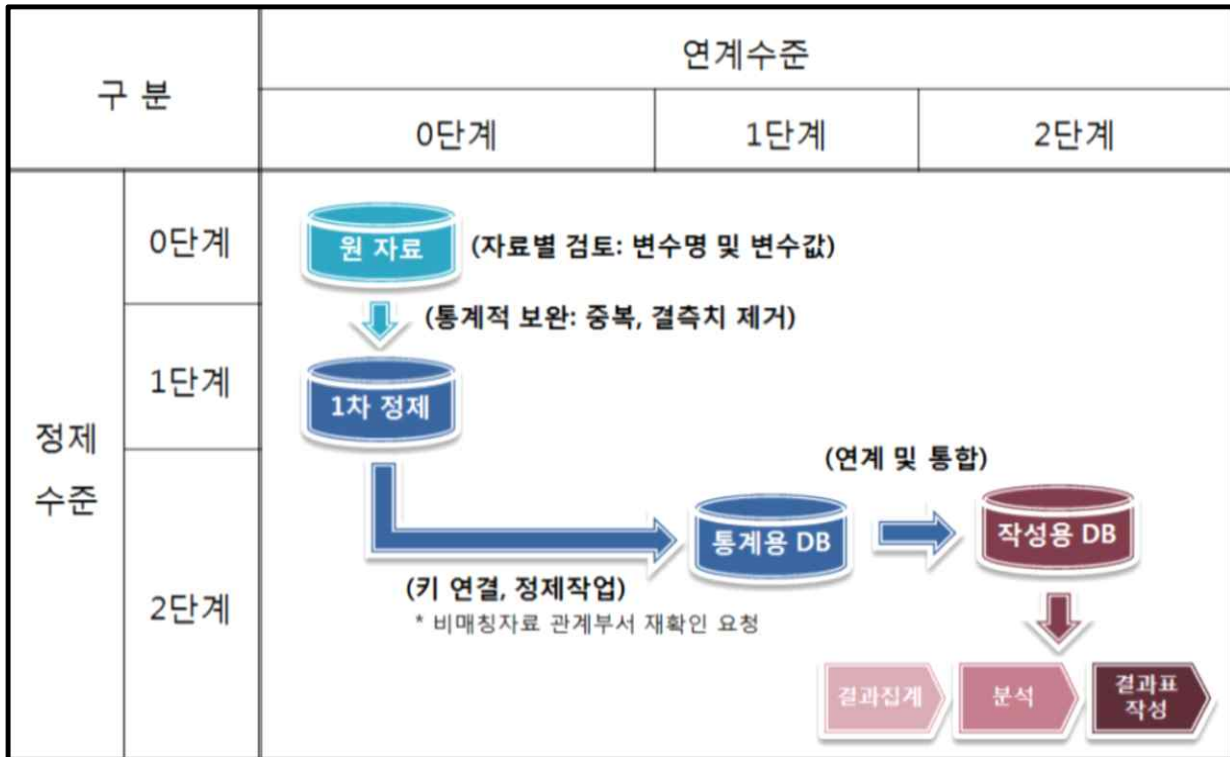 구 분
연계수준
0단계
1단계
2단계
정제
수준
0단계
원 자료
(자료별 검토: 변수명 및 변수값)
(통계적 보완: 중복, 결측치 제거)
1단계
1차 정제
2단계
(연계 및 통합)
통계용 DB
작성용 DB
(키 연결, 정제작업)
* 비매칭자료 관계부서 재확인 요청
결과집계
분석
결과표
작성